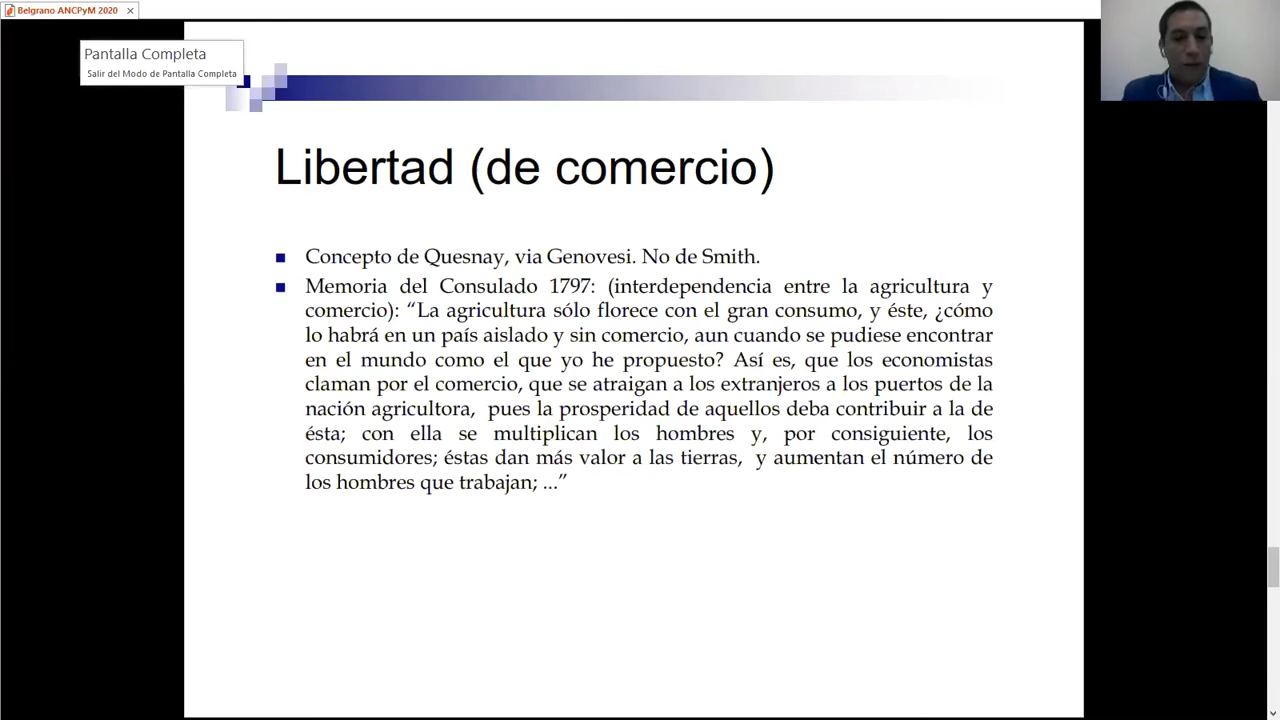 Belgrano ANCPyM 2020
Pantalla Completa
Salir del Modo de Pantalla Completa
Libertad (de comercio)
Concepto de Quesnay, via Genovesi. No de Smith.
Memoria del Consulado 1797: (interdependencia entre la agricultura y
comercio): “La agricultura sólo florece con el gran consumo, y éste, ¿cómo
lo habrá en un país aislado y sin comercio, aun cuando se pudiese encontrar
en el mundo como el que yo he propuesto? Así es, que los economistas
claman por el comercio, que se atraigan a los extranjeros a los puertos de la
nación agricultora, pues la prosperidad de aquellos deba contribuir a la de
ésta; con ella se multiplican los hombres y, por consiguiente, los
consumidores; éstas dan más valor a las tierras, y aumentan el número de
los hombres que trabajan; ...”